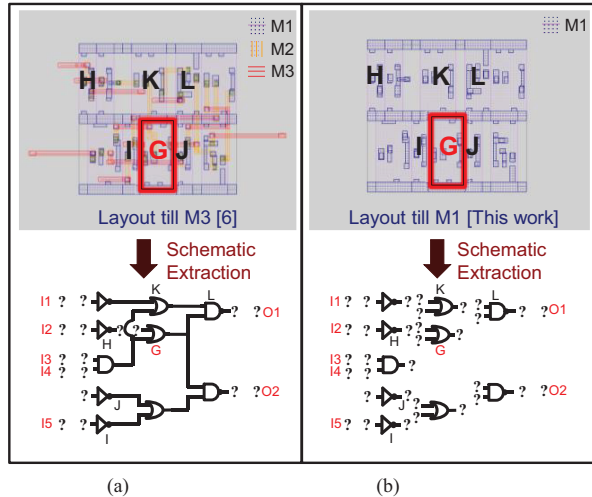 M1
M2
M3
H K L
I G J
Layout till M3 [6]
Schematic
Extraction
K
L
I1 ? ?
? ?O1
I2 ? ? ? ?
H
G
I3 ? ?
I4 ? ?
?
J
? ?O2
I5 ? ?
I
(a)
M1
H K L
I G J
Layout till M1 [This work]
Schematic
Extraction
K
L
I1 ? ? ? ? ? ? ?
? ?O1
I2 ? ? ? ? ? ?
H
G
I3 ? ?
I4 ? ?
?
? ? ? ?
J
? ?O2
? ? ?
I5 ? ? ?
I
(b)